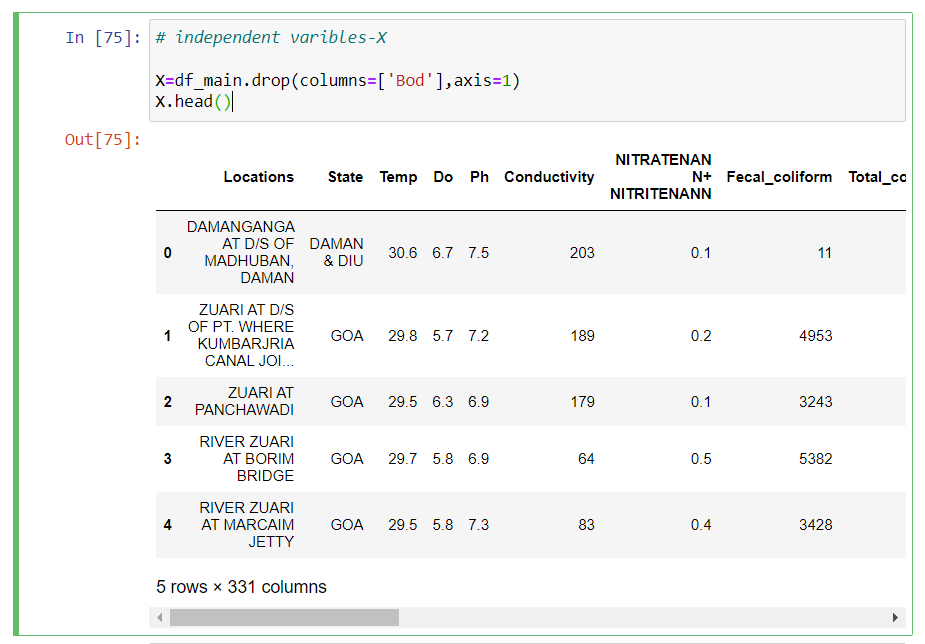 In [75]:
# independent varibles-X
X=df_main.drop(columns=['Bod'],axis=1)
X.head()
Out[75]:
Locations State Temp Do Ph Conductivity NITRATENAN N+ NITRITENANN Fecal_coliform Total_co
0 DAMANGANGA AT D/S OF MADHUBAN, DAMAN DAMAN & DIU 30.6 6.7 7.5 203 0.1 11
1 ZUARI AT D/S OF PT. WHERE KUMBARJRIA CANAL JOI... GOA 29.8 5.7 7.2 189 0.2 4953
2 ZUARI AT PANCHAWADI GOA 29.5 6.3 6.9 179 0.1 3243
3 RIVER ZUARI AT BORIM BRIDGE GOA 29.7 5.8 6.9 64 0.5 5382
4 RIVER ZUARI AT MARCAIM JETTY GOA 29.5 5.8 7.3 83 0.4 3428
5 rows × 331 columns